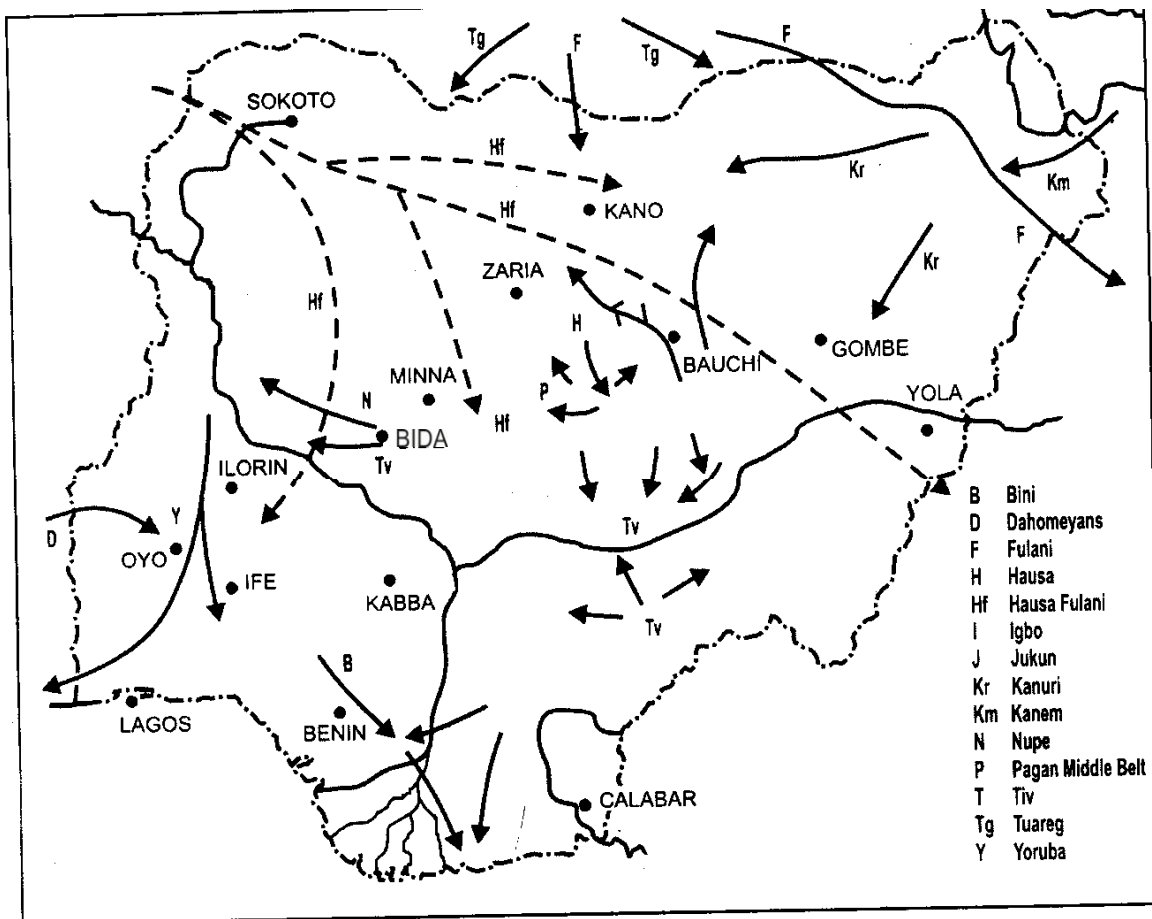 Tg
F
Tg
F
SOKOTO
Hf
Kr
Km
Hf
KANO
F
Kr
ZARIA
Hf
H
BAUCHI
GOMBE
MINNA
P
YOLA
N
Hf
BIDA
Tv
ILORIN
D
Y
Tv
OYO
IFE
KABBA
Tv
B
LAGOS
BENIN
CALABAR
B Bini
D Dahomeyans
F Fulani
H Hausa
Hf Hausa Fulani
I Igbo
J Jukun
Kr Kanuri
Km Kanem
N Nupe
P Pagan Middle Belt
T Tiv
Tg Tuareg
Y Yoruba